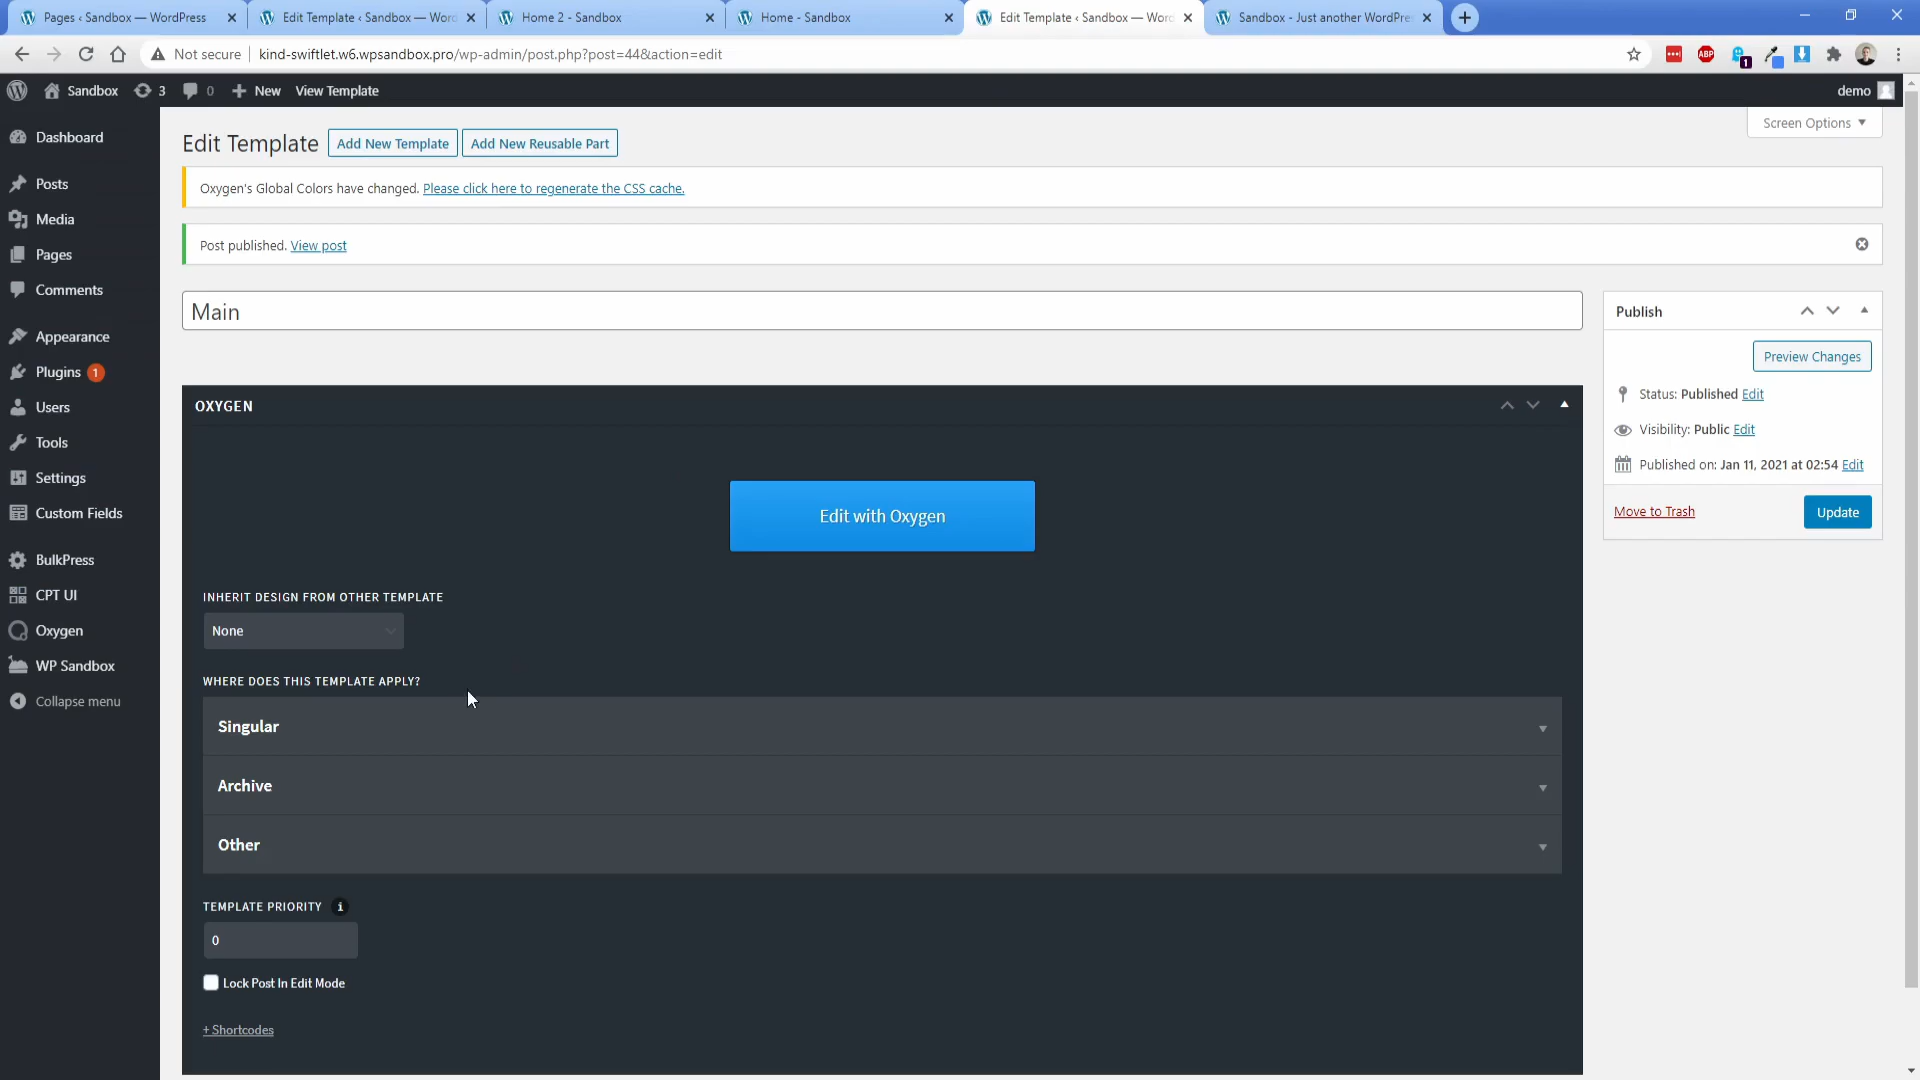 Pages ‹ Sandbox — WordPress
Edit Template ‹ Sandbox — Word
Home 2 - Sandbox
Home - Sandbox
Edit Template ‹ Sandbox — Word
Sandbox - Just another WordPre
Not secure
kind-swiftlet.w6.wpsandbox.pro/wp-admin/post.php?post=44&action=edit
ABP
1
Sandbox
3
0
New
View Template
demo
Screen Options
Dashboard
Posts
Media
Pages
Comments
Appearance
Plugins 1
Users
Tools
Settings
Custom Fields
BulkPress
CPT UI
Oxygen
WP Sandbox
Collapse menu
Edit Template
Add New Template
Add New Reusable Part
Oxygen's Global Colors have changed. Please click here to regenerate the CSS cache.
Post published. View post
Main
OXYGEN
Edit with Oxygen
INHERIT DESIGN FROM OTHER TEMPLATE
None
WHERE DOES THIS TEMPLATE APPLY?
Singular
Archive
Other
TEMPLATE PRIORITY i
0
Lock Post In Edit Mode
+ Shortcodes
Publish
Preview Changes
Status: Published Edit
Visibility: Public Edit
Published on: Jan 11, 2021 at 02:54 Edit
Move to Trash
Update